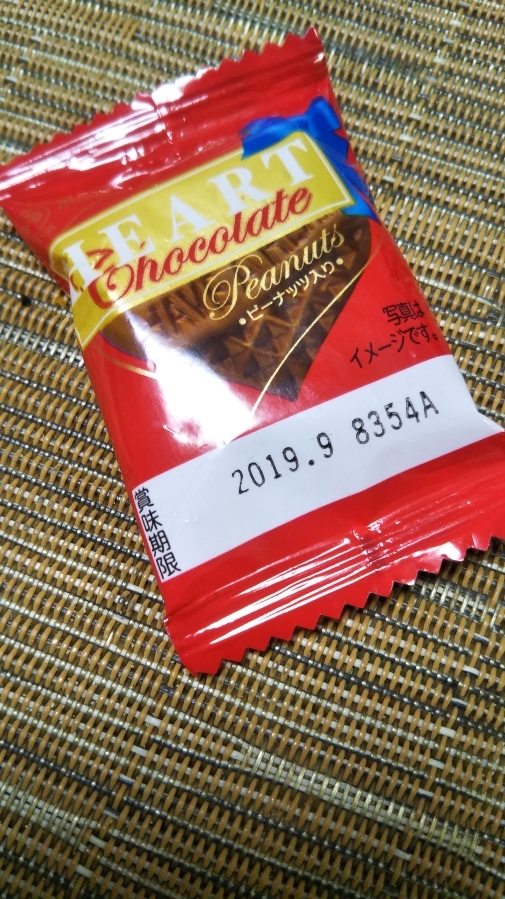 HEART
Chocolate
Peanuts
•ピーナッツ入り•
写真は
イメージです。
2019.9 8354A
賞味期限